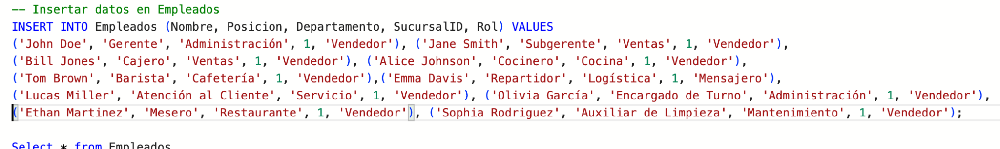 -- Insertar datos en Empleados
INSERT INTO Empleados (Nombre, Posicion, Departamento, SucursalID, Rol) VALUES
('John Doe', 'Gerente', 'Administración', 1, 'Vendedor'), ('Jane Smith', 'Subgerente', 'Ventas', 1, 'Vendedor'),
('Bill Jones', 'Cajero', 'Ventas', 1, 'Vendedor'), ('Alice Johnson', 'Cocinero', 'Cocina', 1, 'Vendedor'),
('Tom Brown', 'Barista', 'Cafetería', 1, 'Vendedor'),('Emma Davis', 'Repartidor', 'Logística', 1, 'Mensajero'),
('Lucas Miller', 'Atención al Cliente', 'Servicio', 1, 'Vendedor'), ('Olivia García', 'Encargado de Turno', 'Administración', 1, 'Vendedor'),
('Ethan Martinez', 'Mesero', 'Restaurante', 1, 'Vendedor'), ('Sophia Rodriguez', 'Auxiliar de Limpieza', 'Mantenimiento', 1, 'Vendedor');
Select * from Empleados